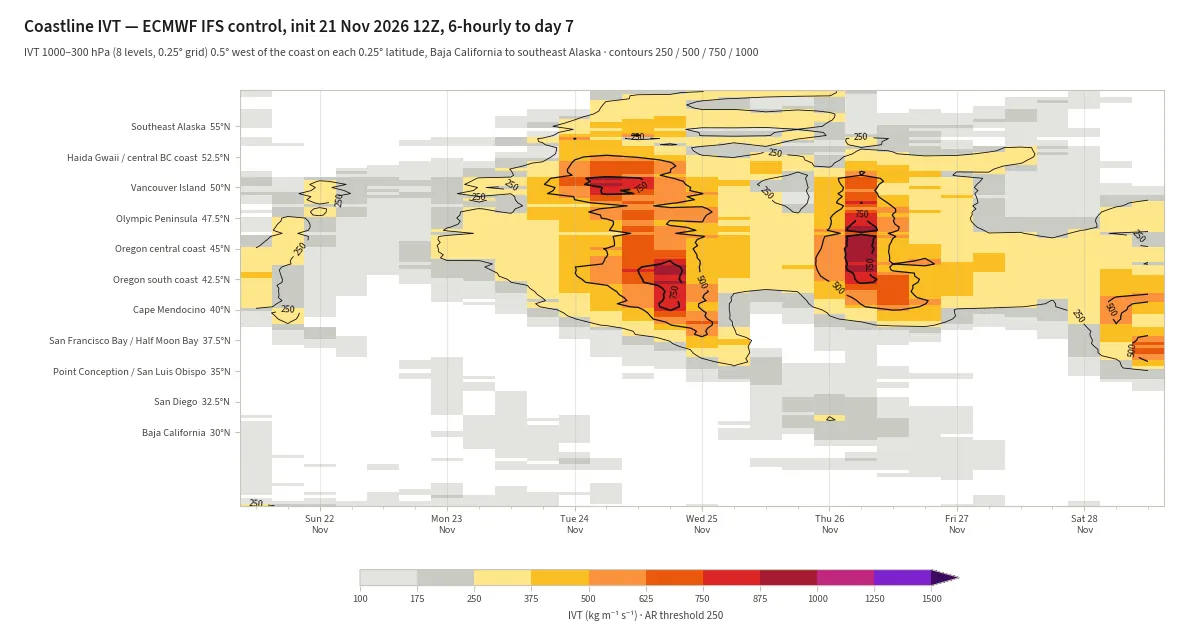 Coastline IVT — ECMWF IFS control, init 21 Nov 2026 12Z, 6-hourly to day 7
IVT 1000–300 hPa (8 levels, 0.25° grid) 0.5° west of the coast on each 0.25° latitude, Baja California to southeast Alaska · contours 250 / 500 / 750 / 1000
Southeast Alaska 55°N
Haida Gwaii / central BC coast 52.5°N
Vancouver Island 50°N
Olympic Peninsula 47.5°N
Oregon central coast 45°N
Oregon south coast 42.5°N
Cape Mendocino 40°N
San Francisco Bay / Half Moon Bay 37.5°N
Point Conception / San Luis Obispo 35°N
San Diego 32.5°N
Baja California 30°N
250
250
250
250
250
250
250
250
250
250
250
250
750
750
750
750
500
500
500
500
Sun 22 Mon 23 Tue 24 Wed 25 Thu 26 Fri 27 Sat 28
Nov Nov Nov Nov Nov Nov Nov
100 175 250 375 500 625 750 875 1000 1250 1500
IVT (kg m⁻¹ s⁻¹) · AR threshold 250